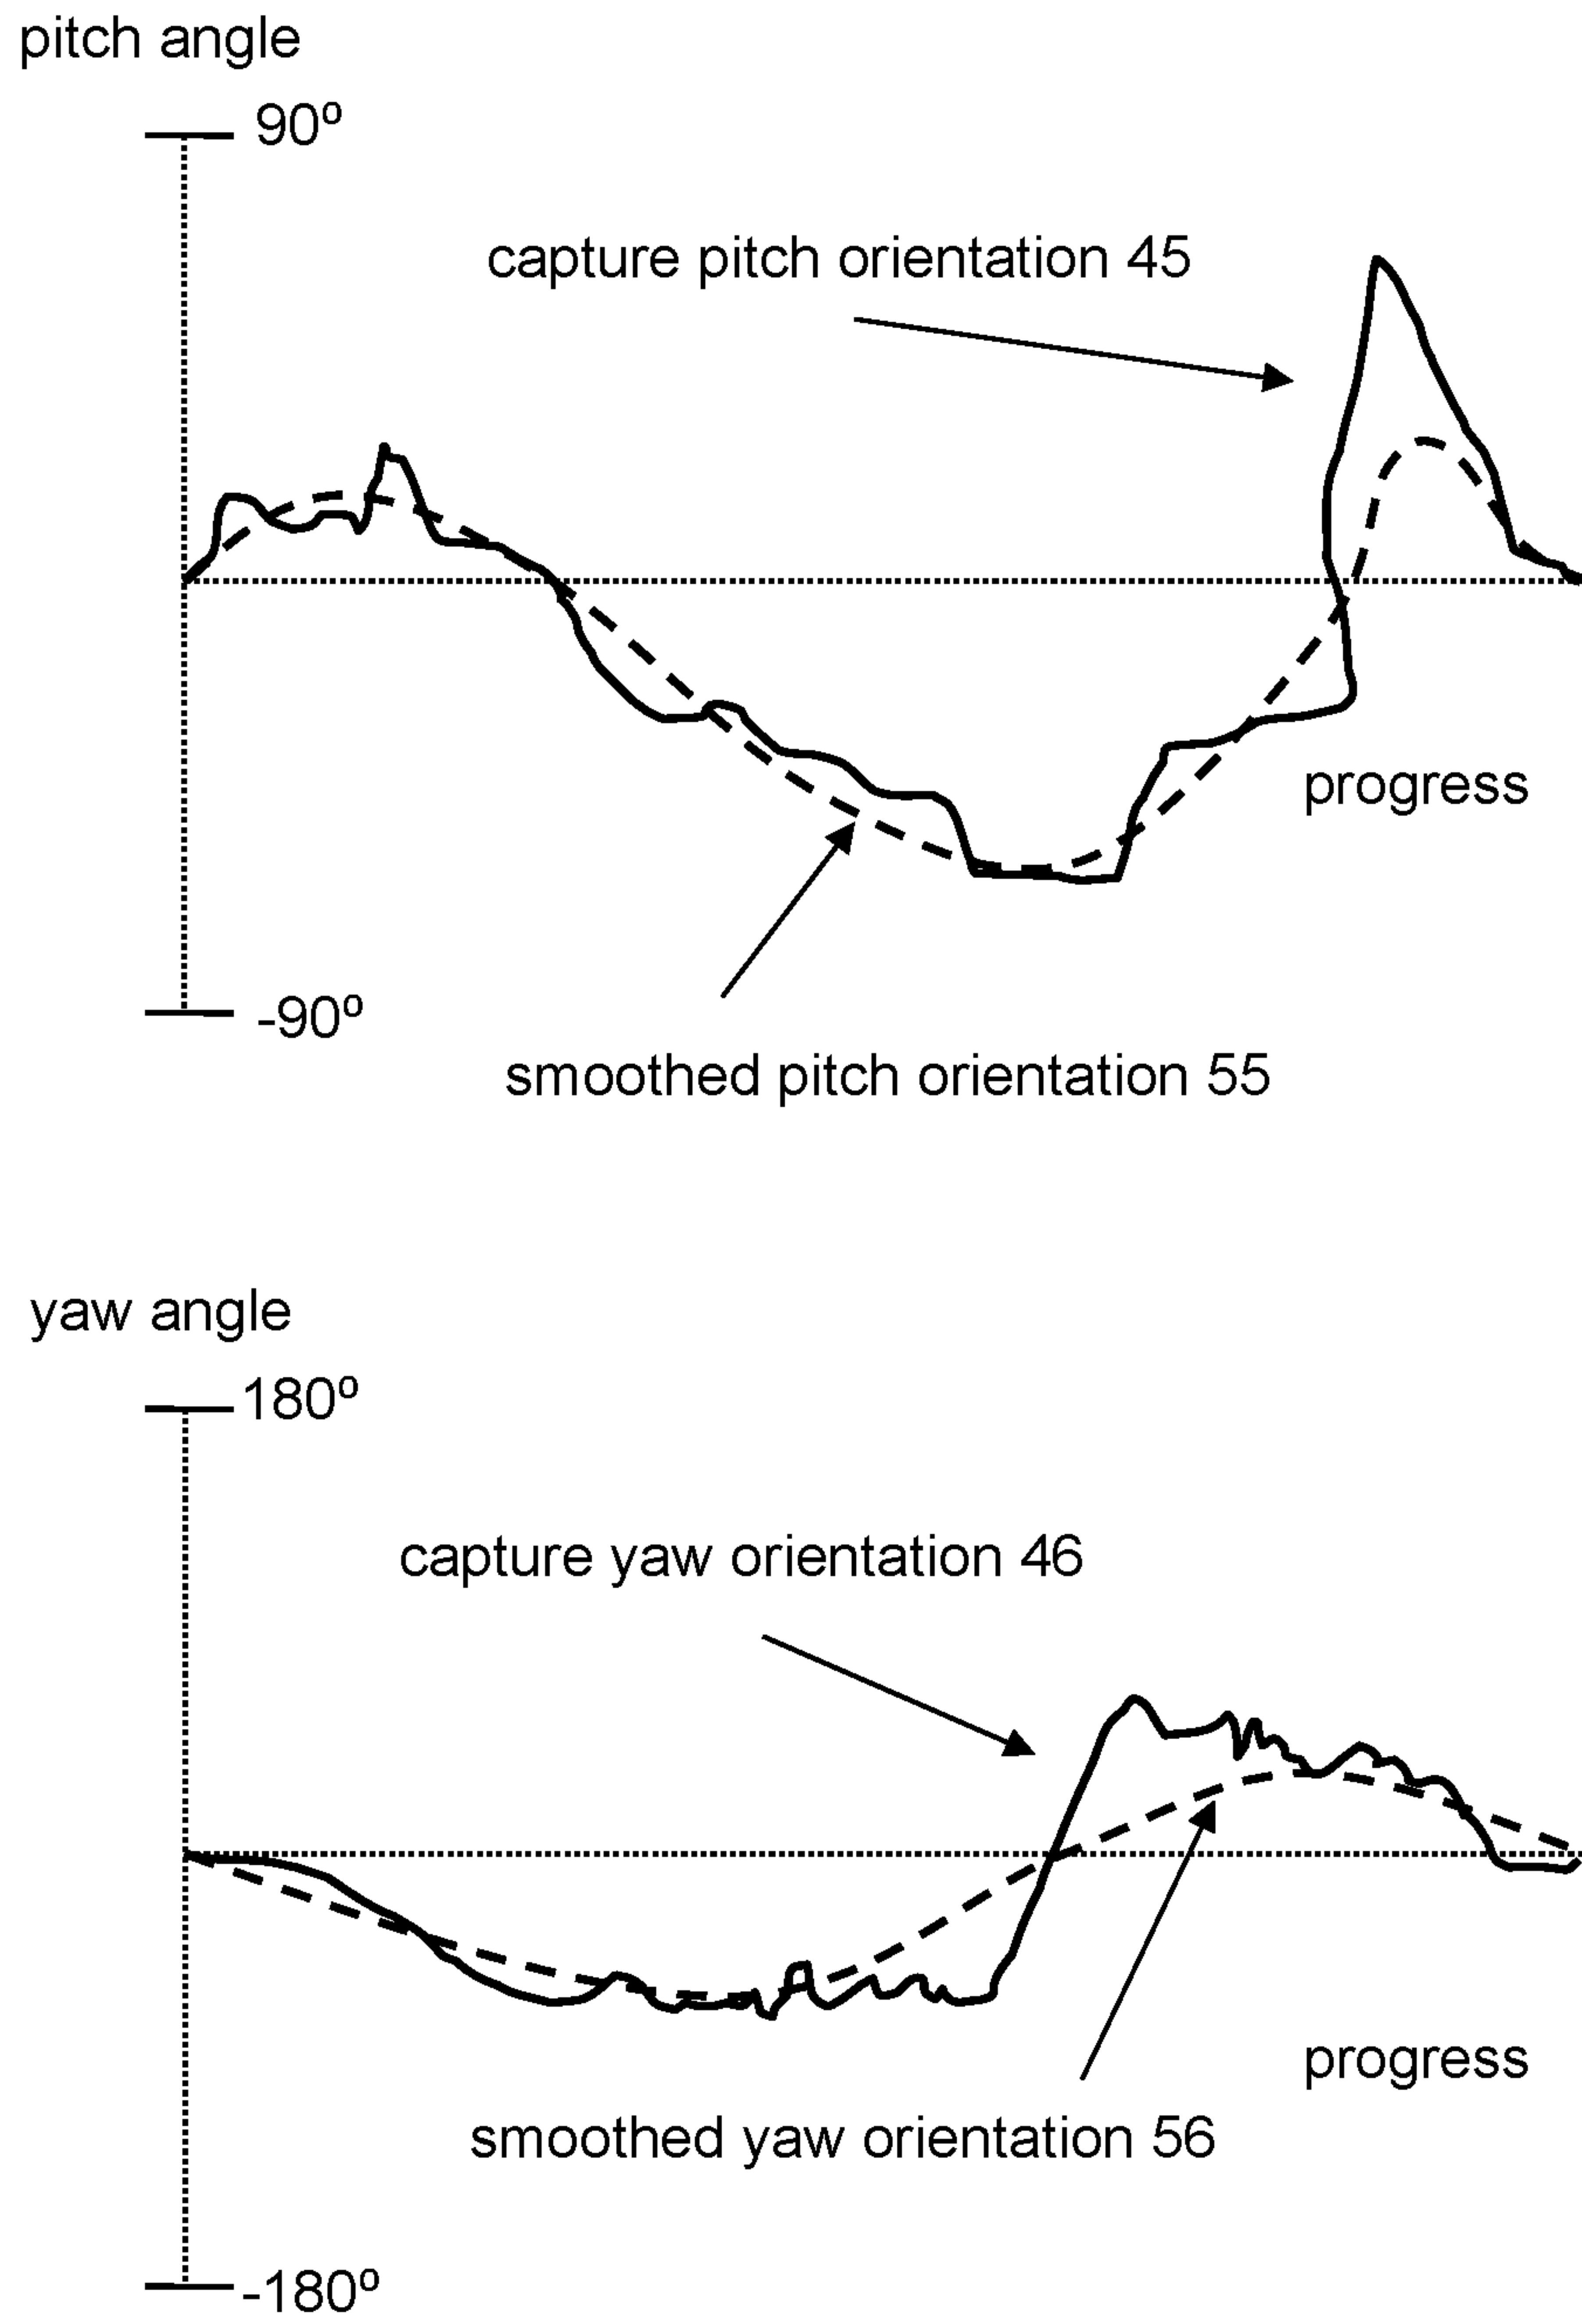 pitch angle
90º
capture pitch orientation 45
progress
-90º
smoothed pitch orientation 55
yaw angle
180º
capture yaw orientation 46
progress
smoothed yaw orientation 56
-180º